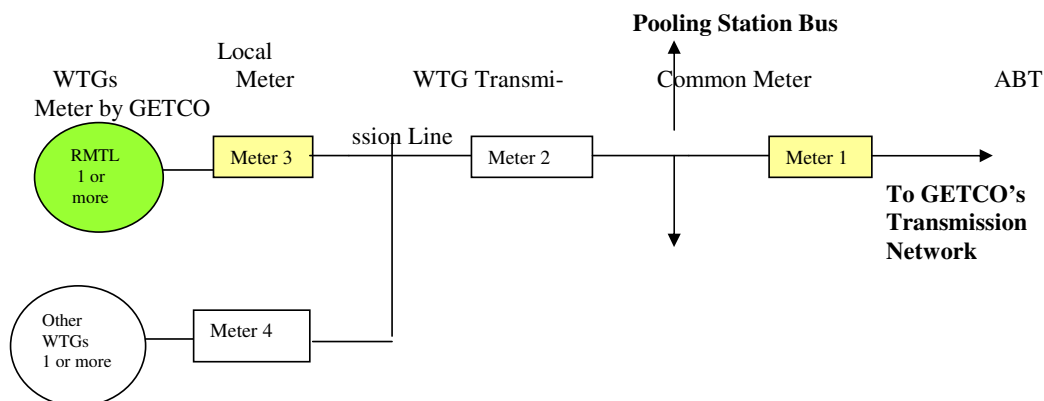 Pooling Station Bus
Local
WTGs Meter WTG Transmi- Common Meter ABT
Meter by GETCO
ssion Line
RMTL
1 or
more
Meter 3
Meter 2
Meter 1
To GETCO's
Transmission
Network
Other
WTGs
1 or more
Meter 4